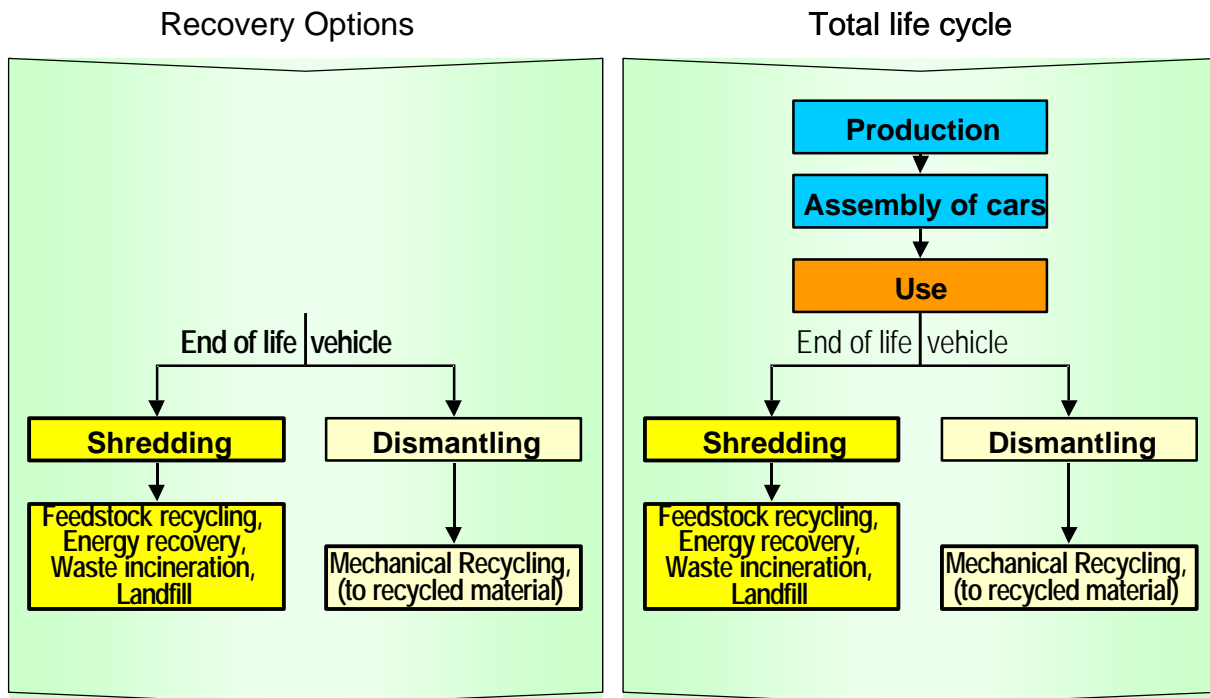 Recovery Options
End of life vehicle
Shredding
Dismantling
Feedstock recycling,
Energy recovery,
Waste incineration,
Landfill
Mechanical Recycling,
(to recycled material)
Total life cycle
Production
Assembly of cars
Use
End of life vehicle
Shredding
Dismantling
Feedstock recycling,
Energy recovery,
Waste incineration,
Landfill
Mechanical Recycling,
(to recycled material)